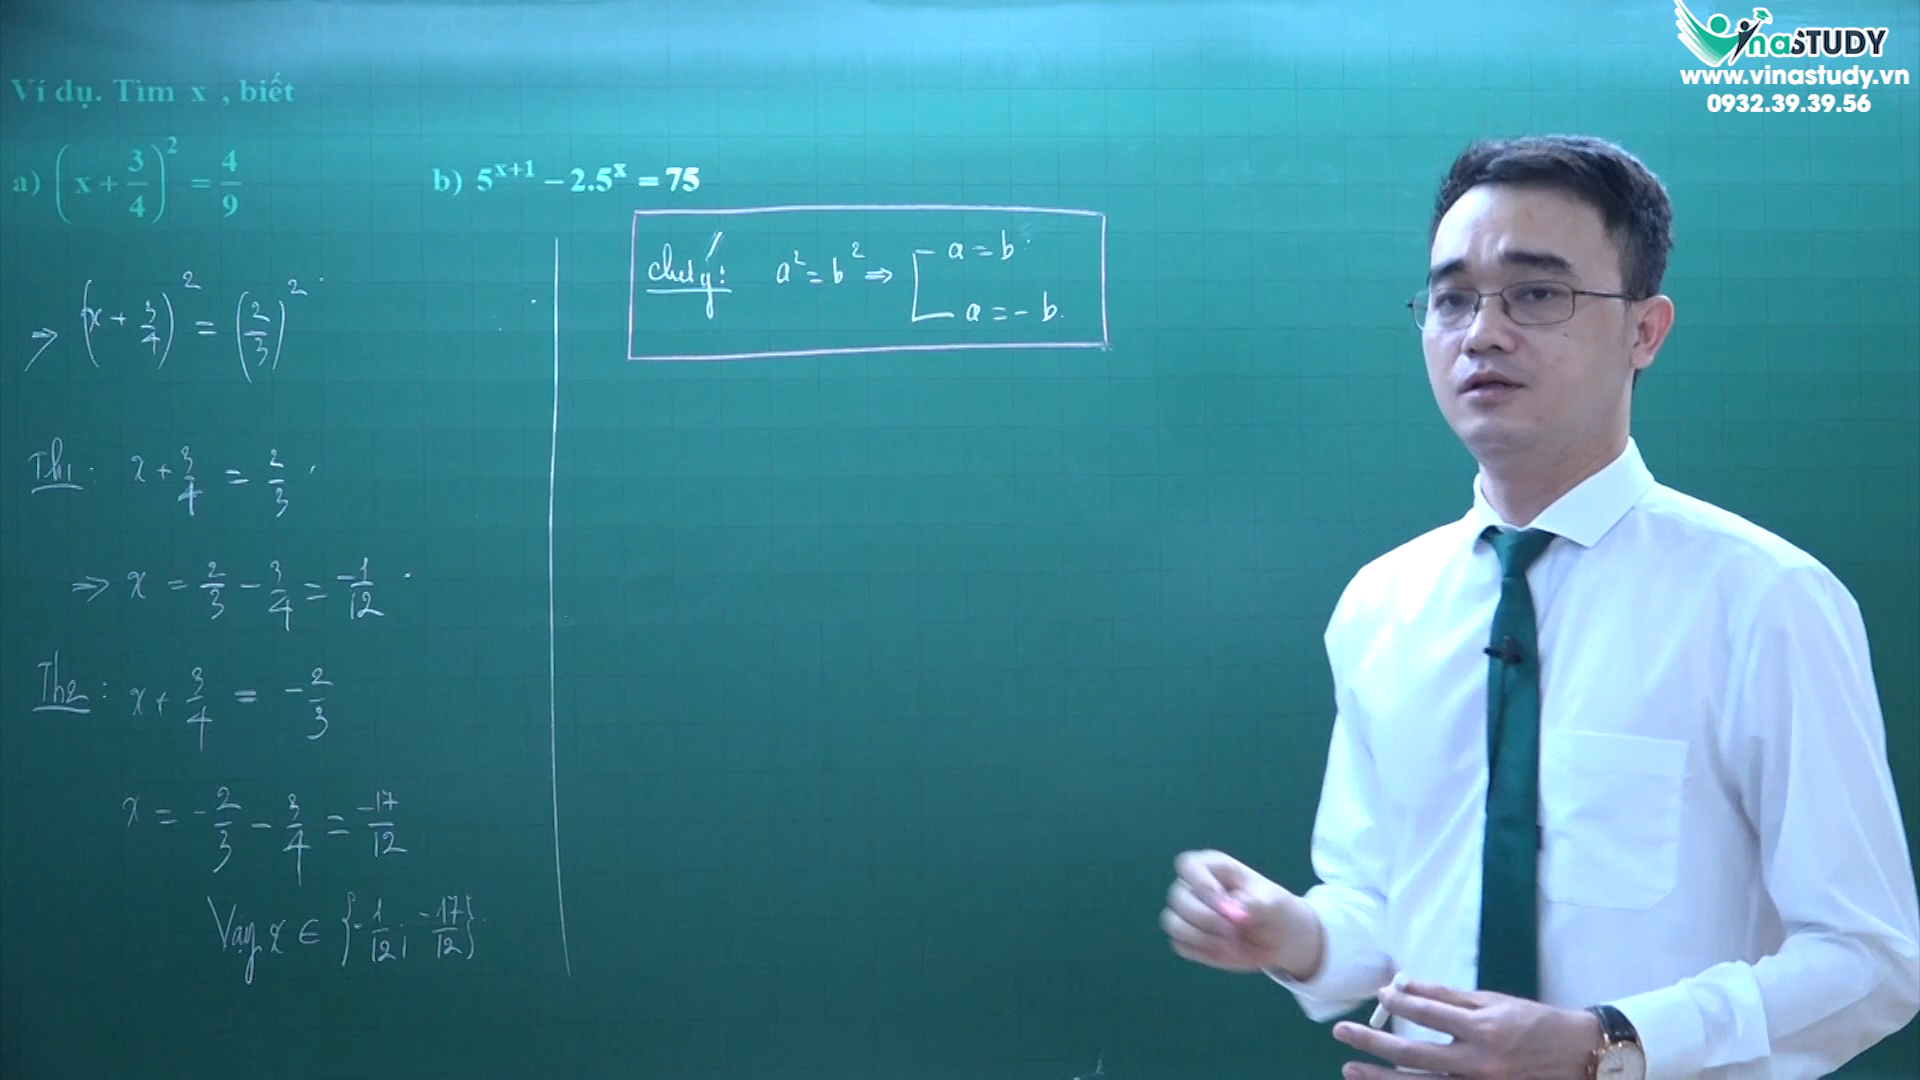 Ví dụ. Tìm x , biết
a) (x + 3/4)² = 4/9
b) 5^{x+1} − 2.5^x = 75
Chú ý: a² = b² ⇒ [ a = b
a = - b.
⇒ (x + 3/4)² = (2/3)²
Th1: x + 3/4 = 2/3
⇒ x = 2/3 - 3/4 = -1/12
Th2: x + 3/4 = -2/3
x = -2/3 - 3/4 = -17/12
Vậy x ∈ {-1/12; -17/12}
VinaSTUDY
www.vinastudy.vn
0932.39.39.56